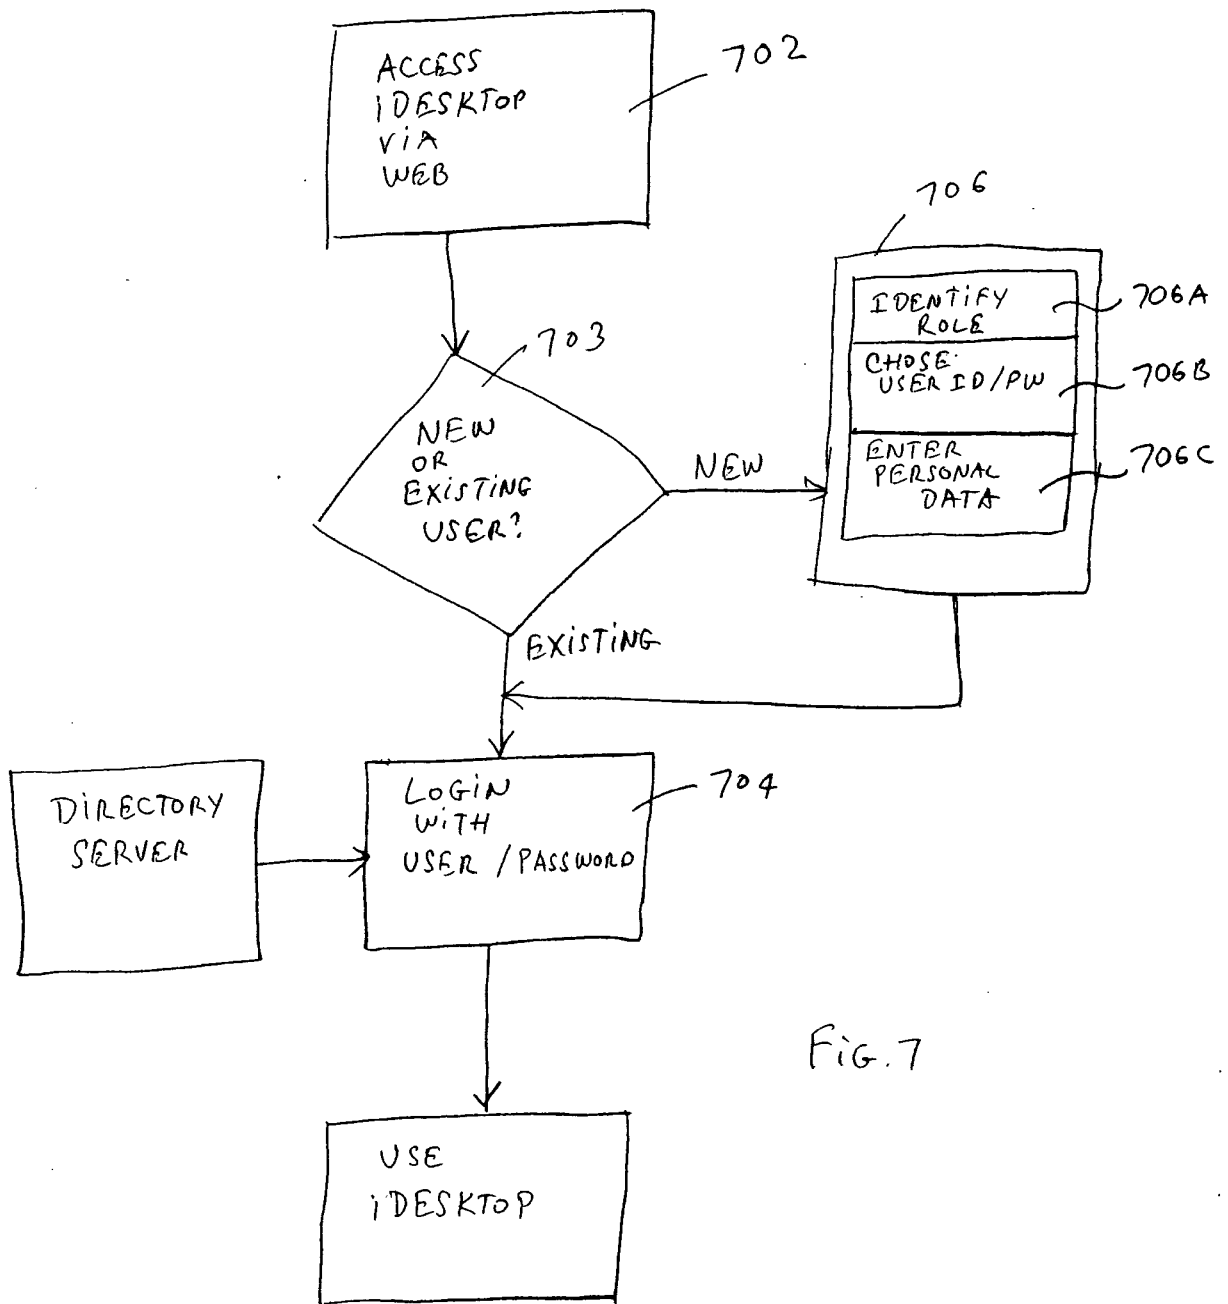 ACCESS
iDESKTOP
ViA
WEB
702
706
IDENTiFY
ROLE
706A
CHOSE
USER ID/PW
706B
ENTER
PERSONAL
DATA
706C
703
NEW
OR
EXiSTiNG
USER?
NEW
EXiSTiNG
DiRECTORY
SERVER
LOGiN
WiTH
USER / PASSWORD
704
FiG. 7
USE
iDESKTOP